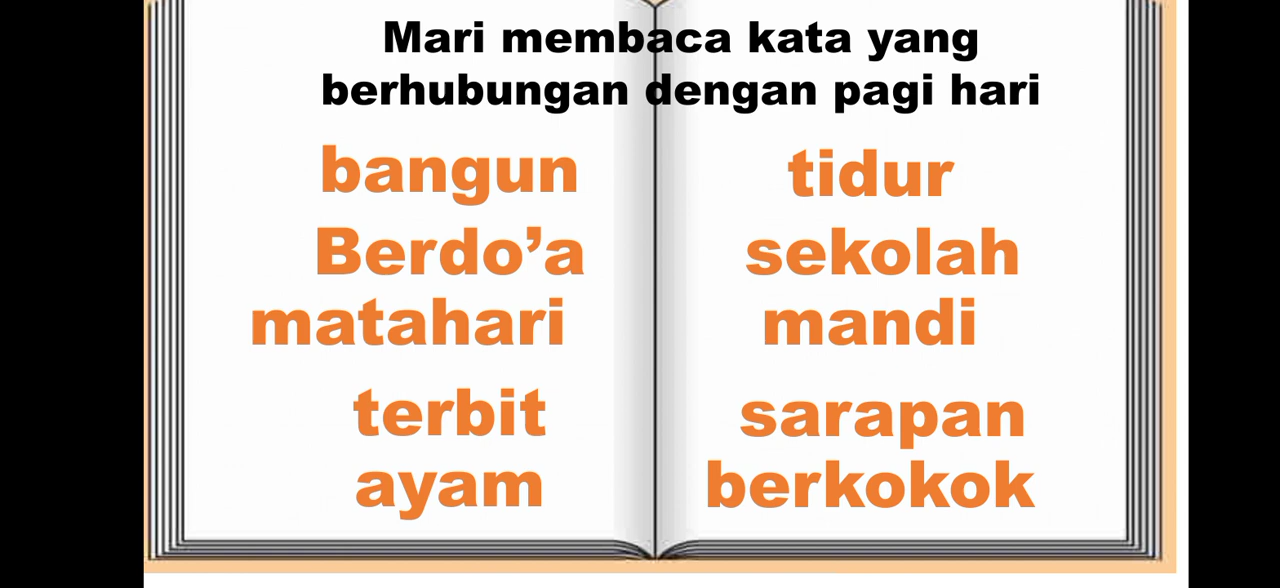 Mari membaca kata yang
berhubungan dengan pagi hari
bangun
Berdo’a
matahari
terbit
ayam
tidur
sekolah
mandi
sarapan
berkokok